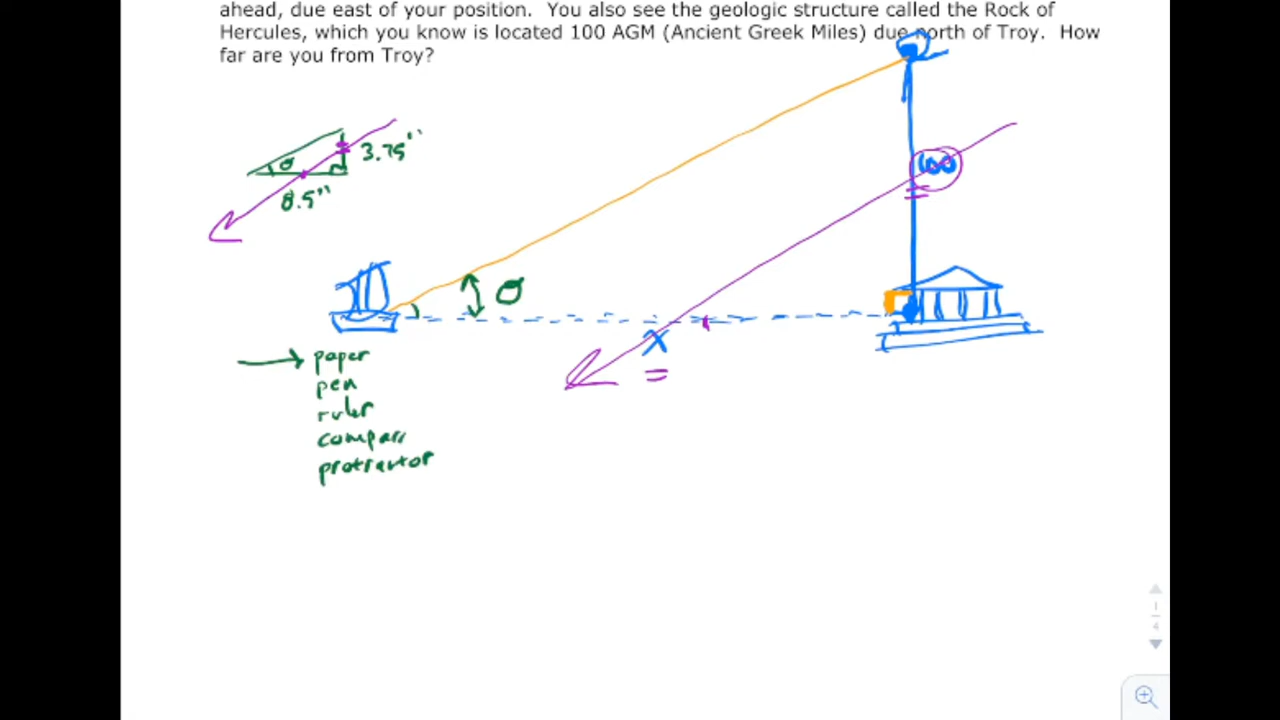 ahead, due east of your position. You also see the geologic structure called the Rock of
Hercules, which you know is located 100 AGM (Ancient Greek Miles) due north of Troy. How
far are you from Troy?
θ
3.75"
8.5"
100
θ
x
=
paper
pen
ruler
compass
protractor
1
4